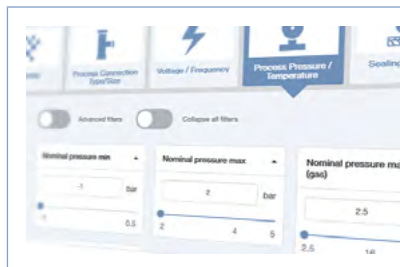 Process Connection
Type/Size
Voltage / Frequency
Process Pressure /
Temperature
Sealing
Advanced filters
Collapse all filters
Nominal pressure min
-1
bar
-1
0.5
Nominal pressure max
2
bar
2
4
5
Nominal pressure ma
(gas)
2.5
2.5
16